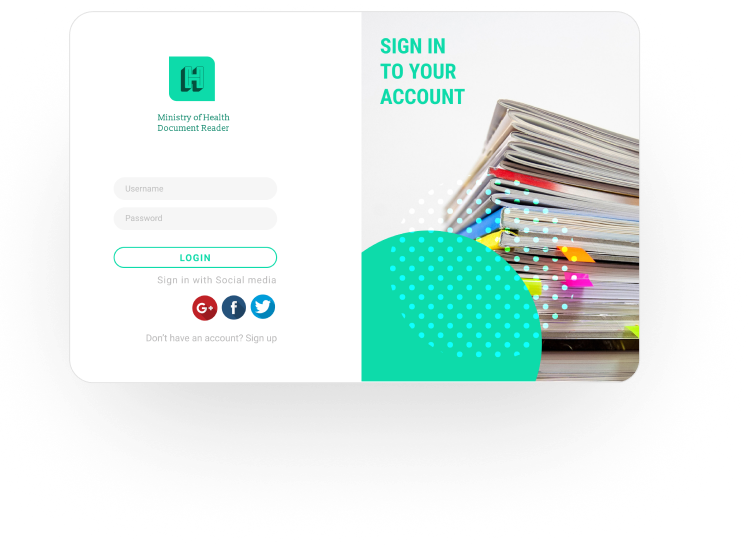 H
Ministry of Health
Document Reader
Username
Password
LOGIN
Sign in with Social media
G+ f
Don't have an account? Sign up
SIGN IN
TO YOUR
ACCOUNT